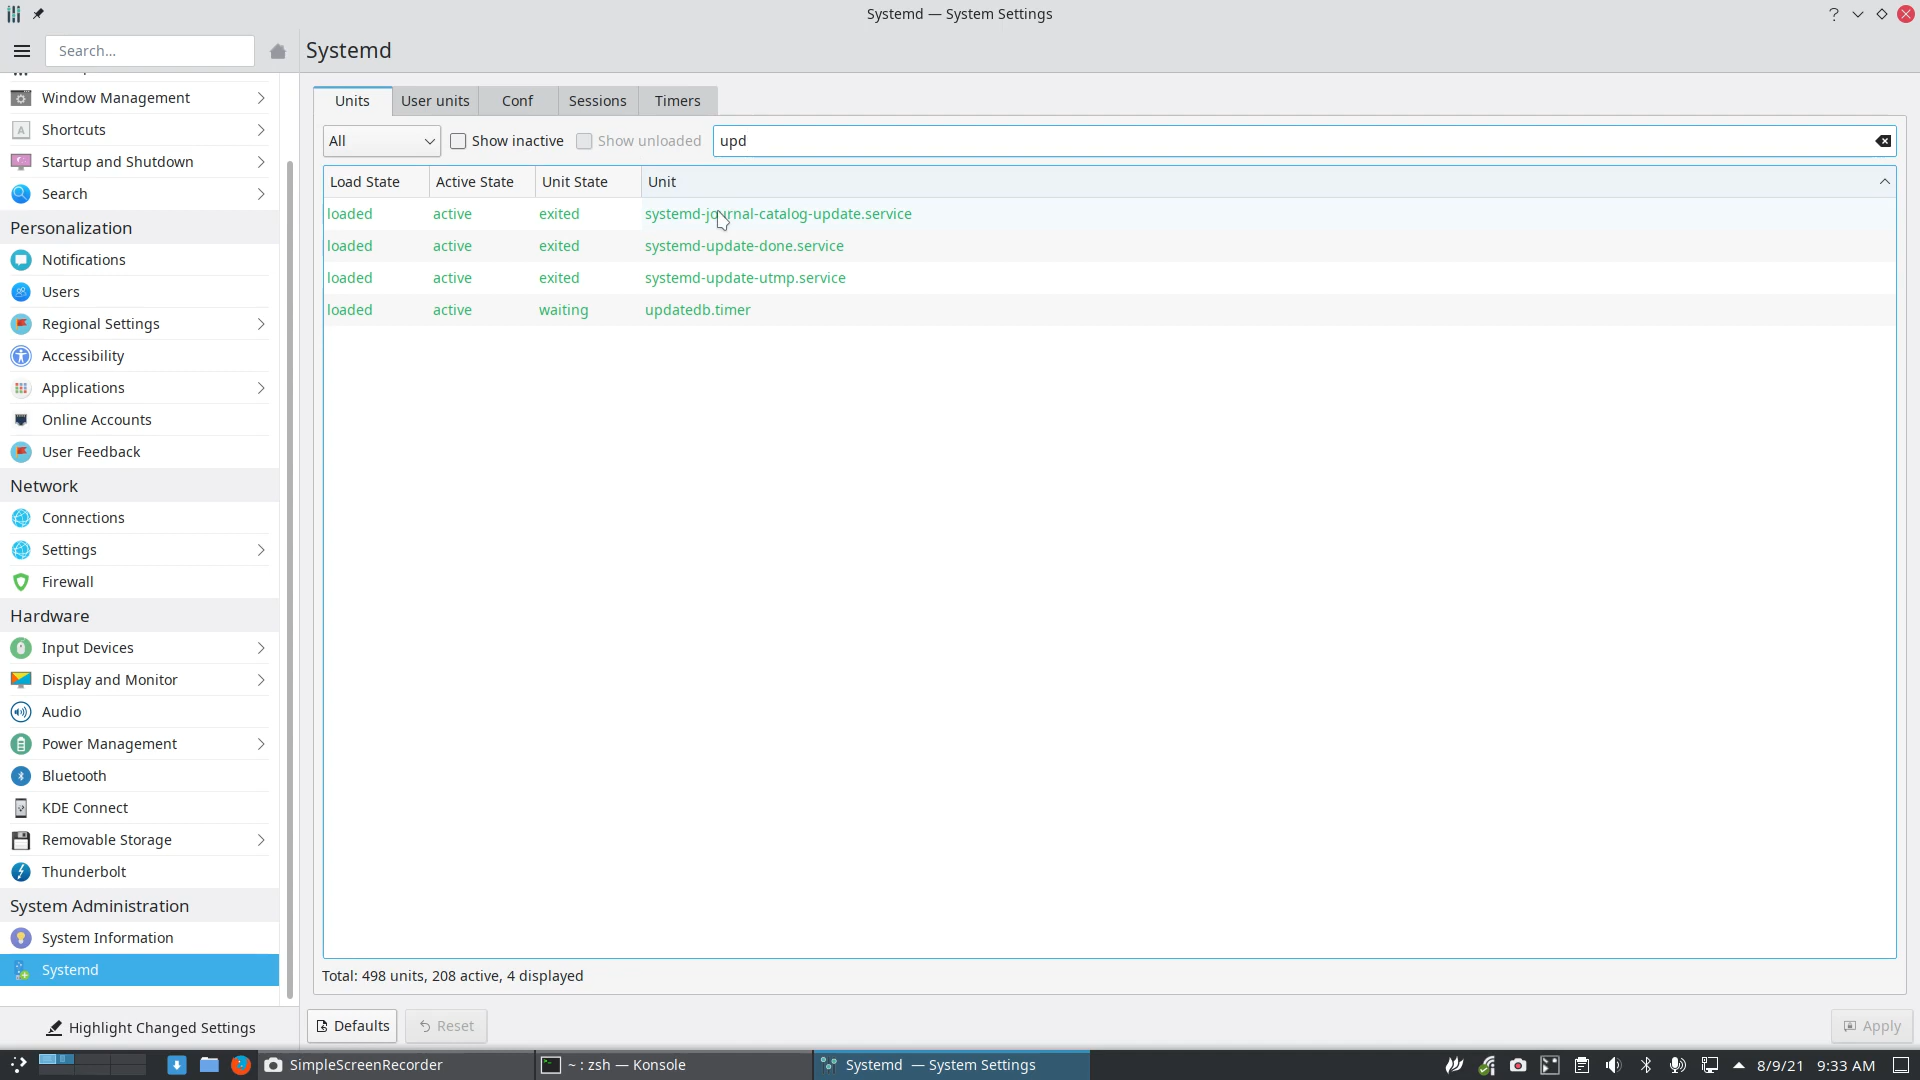 Systemd — System Settings
?
Search...
Systemd
Window Management
Shortcuts
Startup and Shutdown
Search
Personalization
Notifications
Users
Regional Settings
Accessibility
Applications
Online Accounts
User Feedback
Network
Connections
Settings
Firewall
Hardware
Input Devices
Display and Monitor
Audio
Power Management
Bluetooth
KDE Connect
Removable Storage
Thunderbolt
System Administration
System Information
Systemd
Highlight Changed Settings
Units User units Conf Sessions Timers
All Show inactive Show unloaded upd
Load State Active State Unit State Unit
loaded active exited systemd-journal-catalog-update.service
loaded active exited systemd-update-done.service
loaded active exited systemd-update-utmp.service
loaded active waiting updatedb.timer
Total: 498 units, 208 active, 4 displayed
Defaults Reset Apply
SimpleScreenRecorder ~ : zsh — Konsole Systemd — System Settings 8/9/21 9:33 AM